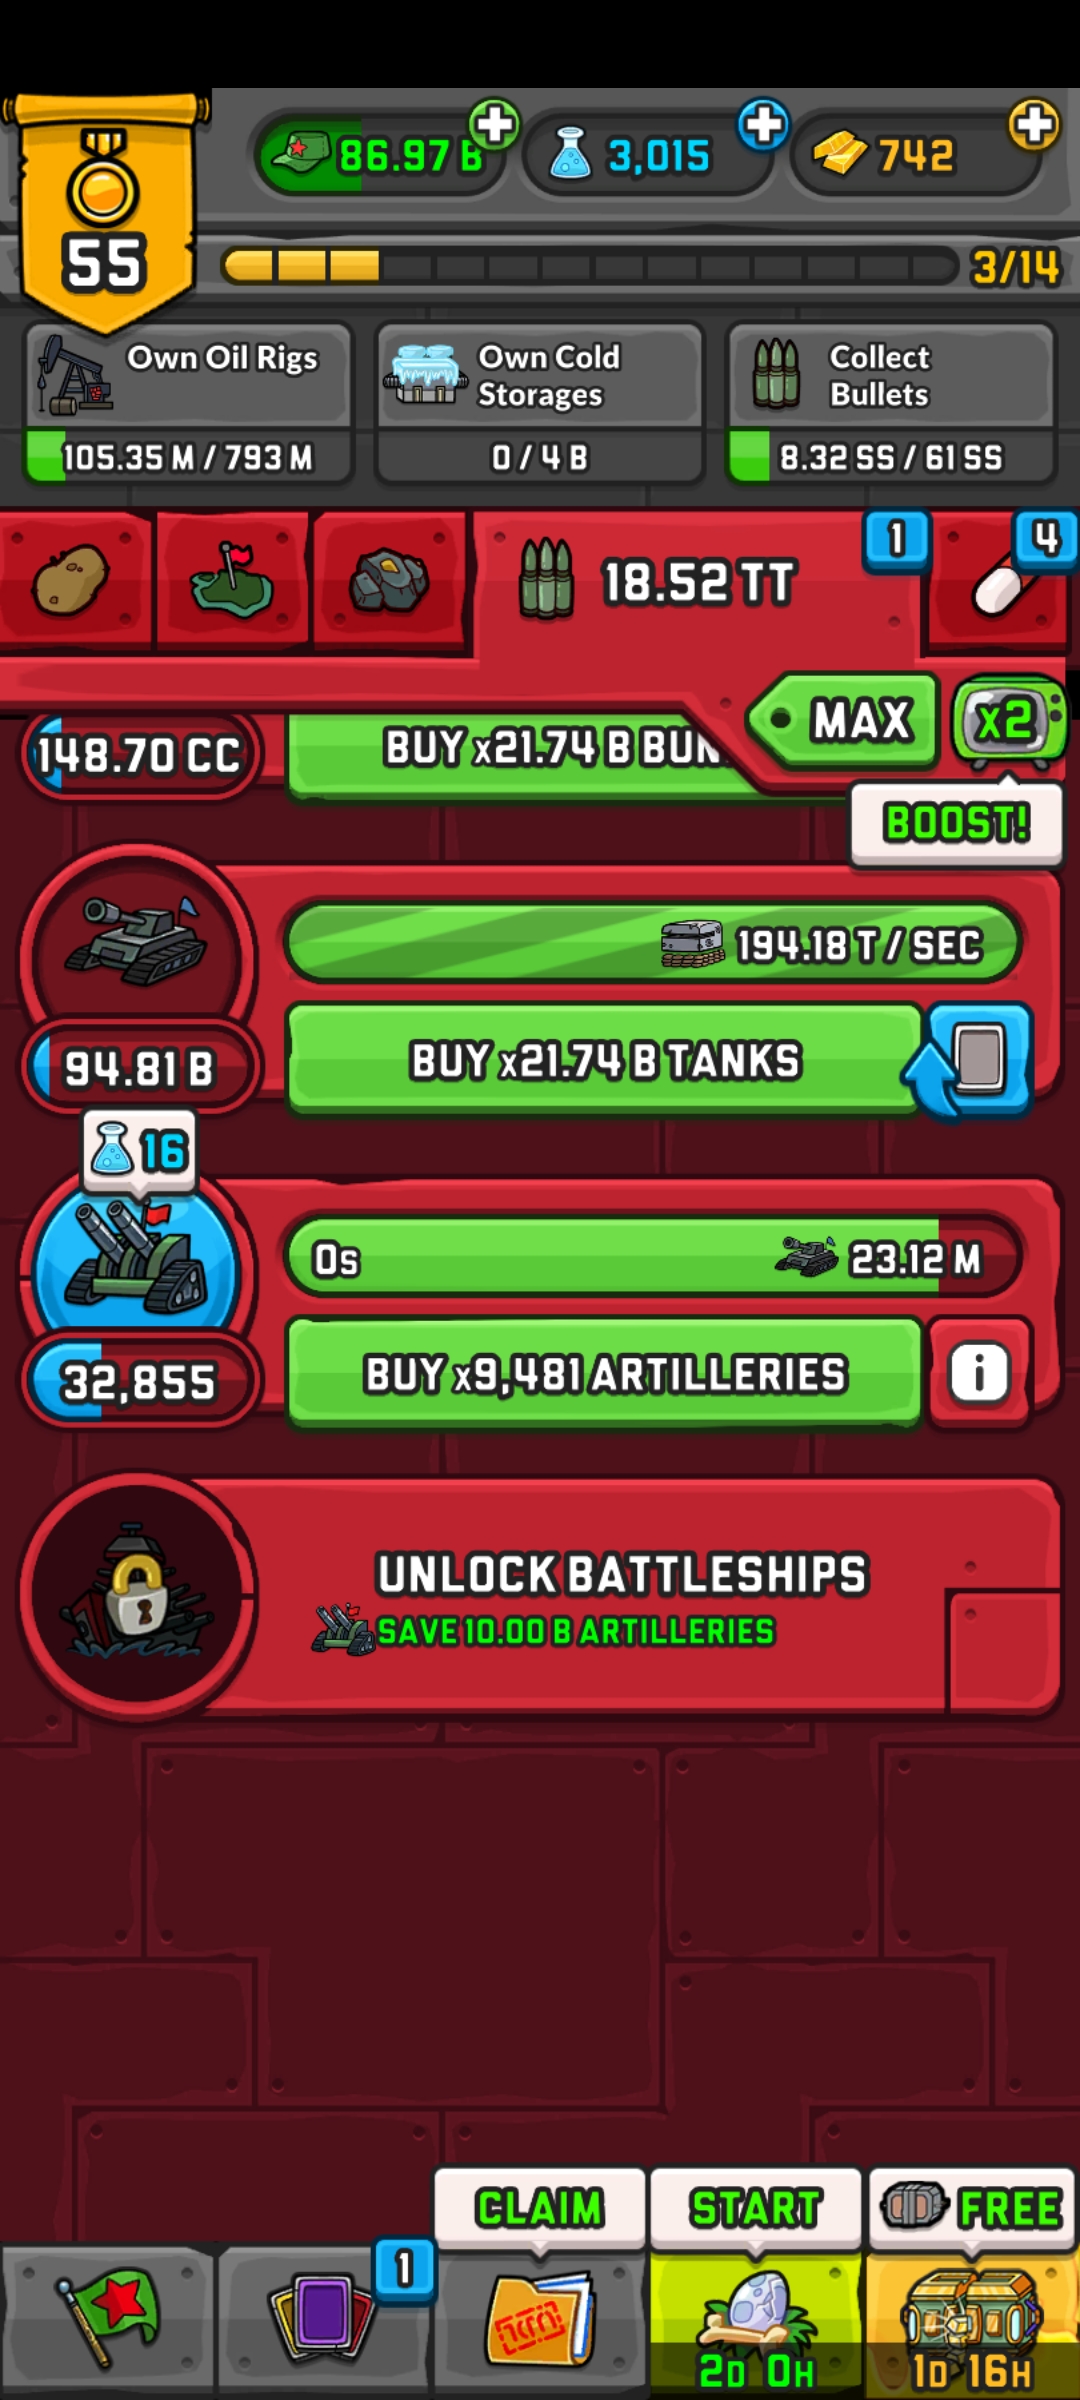 86.97 B
3,015
742
55
3/14
Own Oil Rigs
105.35 M / 793 M
Own Cold
Storages
0 / 4 B
Collect
Bullets
8.32 SS / 61 SS
18.52 TT
1
4
148.70 CC
BUY x21.74 B BUN
MAX
x2
BOOST!
194.18 T / SEC
94.81 B
BUY x21.74 B TANKS
16
0s
23.12 M
32,855
BUY x9,481 ARTILLERIES
i
UNLOCK BATTLESHIPS
SAVE 10.00 B ARTILLERIES
CLAIM
START
FREE
1
2D 0H
1D 16H